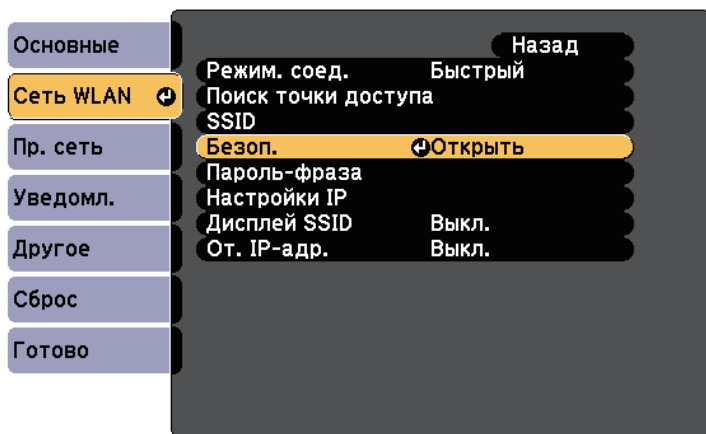 Основные
Сеть WLAN
Пр. сеть
Уведомл.
Другое
Сброс
Готово
Назад
Режим. соед. Быстрый
Поиск точки доступа
SSID
Безоп. Открыть
Пароль-фраза
Настройки IP
Дисплей SSID Выкл.
От. IP-адр. Выкл.